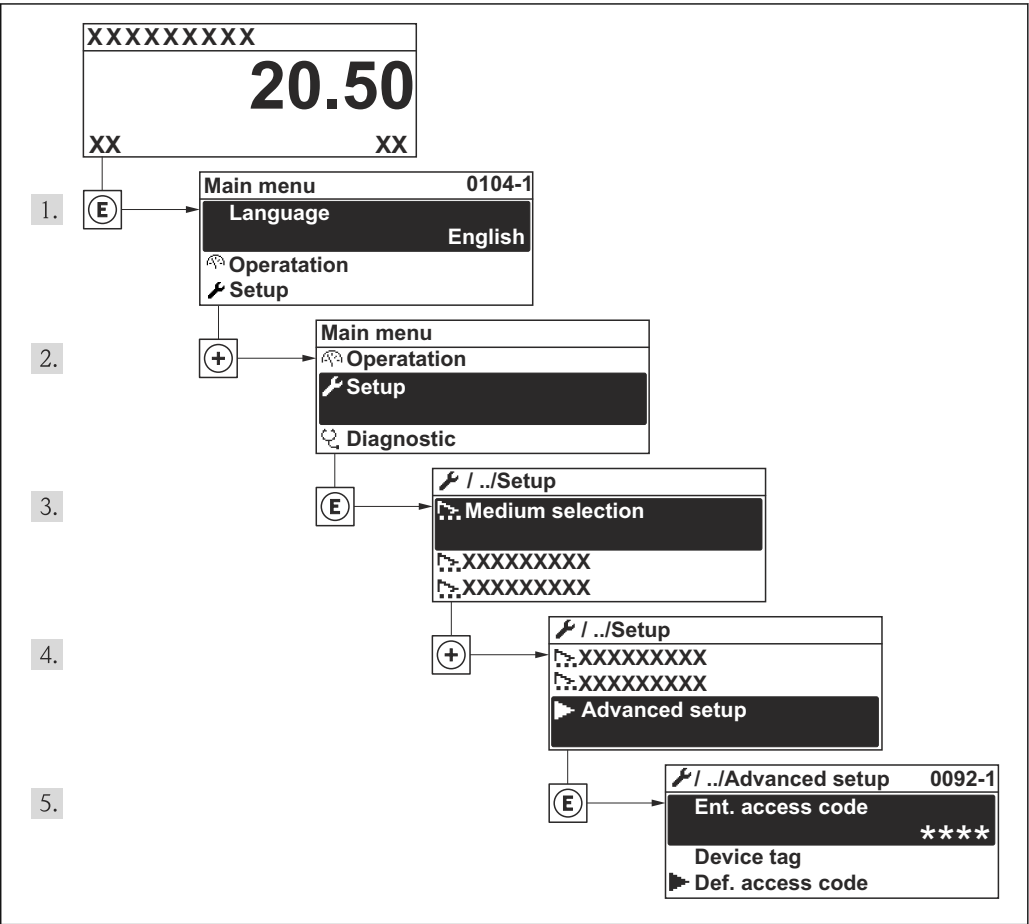 XXXXXXXXX
20.50
XX XX
1. E Main menu 0104-1
Language
English
Operatation
Setup
2. + Main menu
Operatation
Setup
Diagnostic
3. E / ../Setup
Medium selection
XXXXXXXXX
XXXXXXXXX
4. + / ../Setup
XXXXXXXXX
XXXXXXXXX
Advanced setup
5. E / ../Advanced setup 0092-1
Ent. access code
****
Device tag
Def. access code